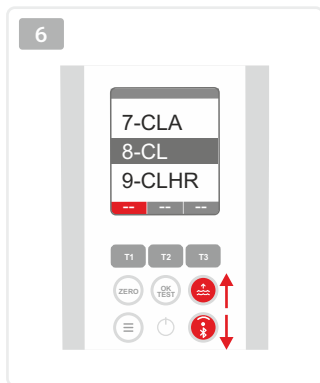 6
7-CLA
8-CL
9-CLHR
-- -- --
T1 T2 T3
ZERO OK TEST